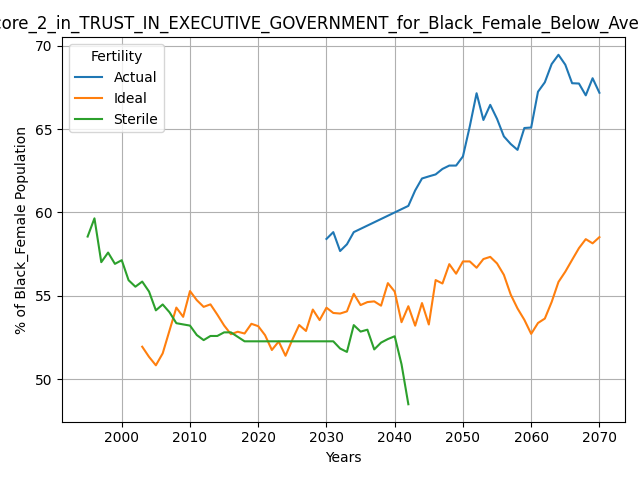 core_2_in_TRUST_IN_EXECUTIVE_GOVERNMENT_for_Black_Female_Below_Ave
Fertility
Actual
Ideal
Sterile
% of Black_Female Population
70
65
60
55
50
2000 2010 2020 2030 2040 2050 2060 2070
Years